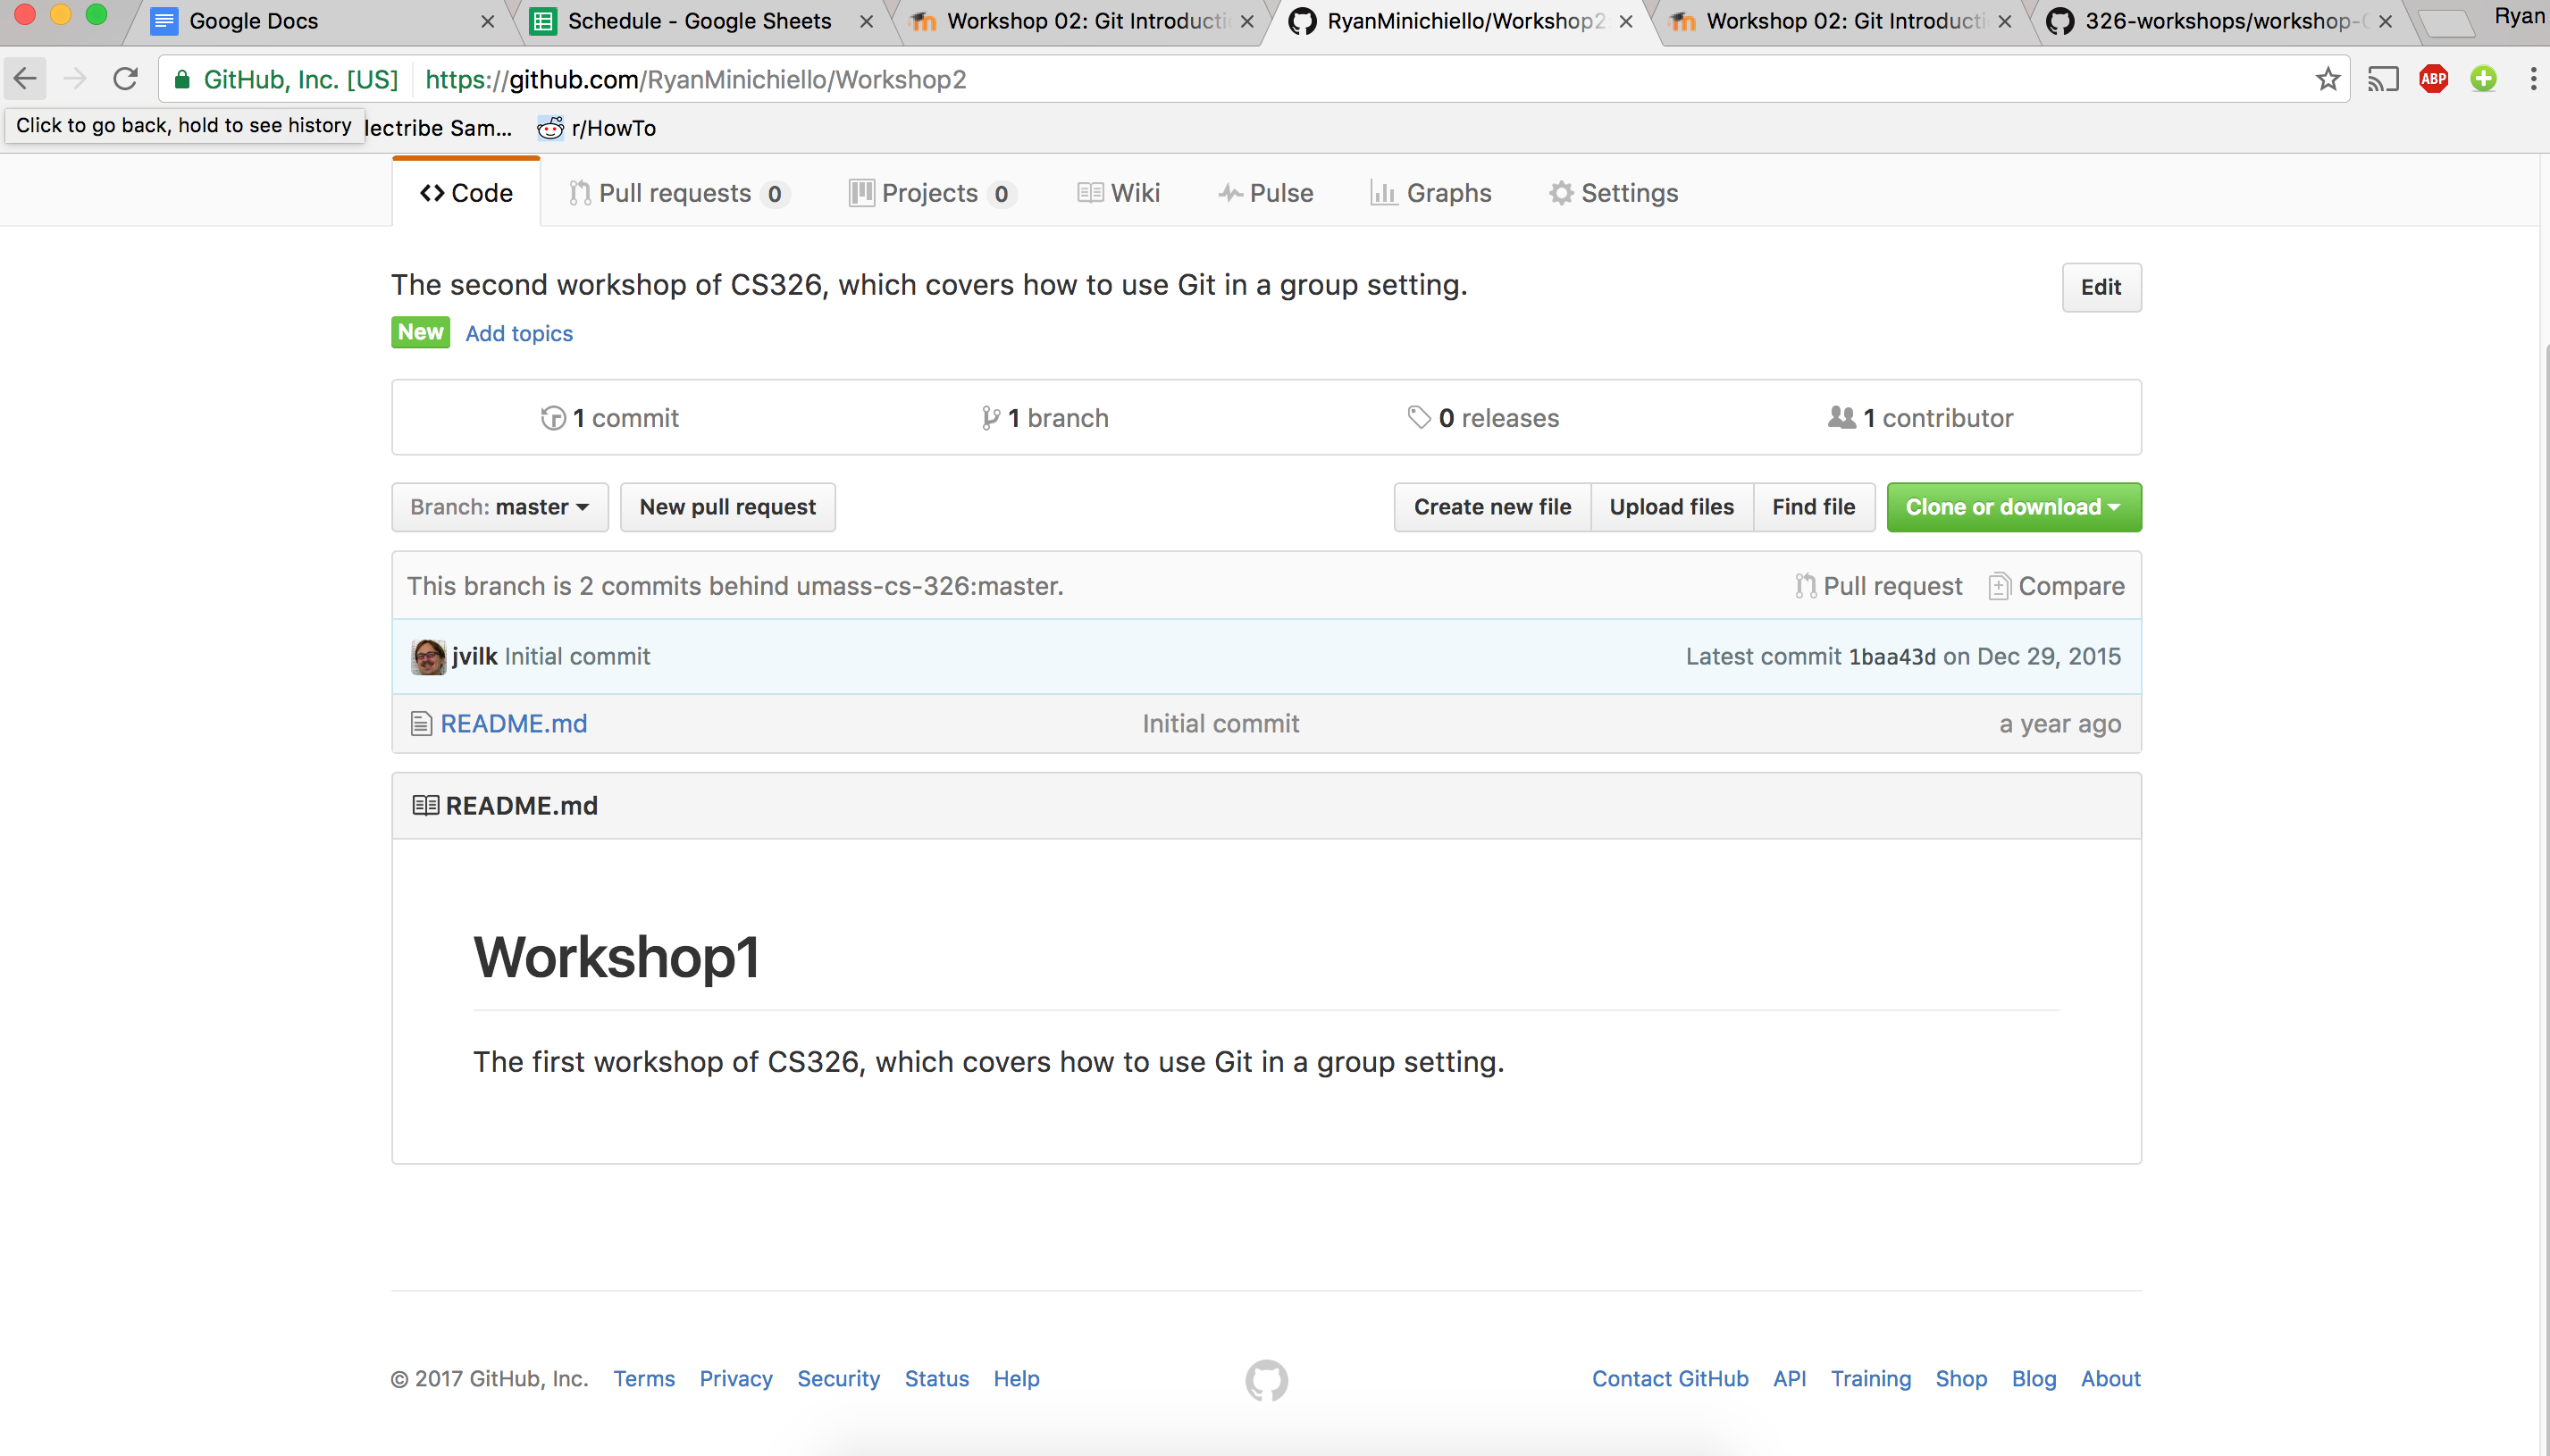 Google Docs
Schedule - Google Sheets
Workshop 02: Git Introducti
RyanMinichiello/Workshop2
Workshop 02: Git Introducti
326-workshops/workshop-
Ryan
GitHub, Inc. [US] https://github.com/RyanMinichiello/Workshop2
ABP
Click to go back, hold to see history
lectribe Sam...
r/HowTo
Code
Pull requests 0
Projects 0
Wiki
Pulse
Graphs
Settings
The second workshop of CS326, which covers how to use Git in a group setting.
Edit
New Add topics
1 commit
1 branch
0 releases
1 contributor
Branch: master
New pull request
Create new file
Upload files
Find file
Clone or download
This branch is 2 commits behind umass-cs-326:master.
Pull request
Compare
jvilk Initial commit
Latest commit 1baa43d on Dec 29, 2015
README.md
Initial commit
a year ago
README.md
Workshop1
The first workshop of CS326, which covers how to use Git in a group setting.
© 2017 GitHub, Inc. Terms Privacy Security Status Help
Contact GitHub API Training Shop Blog About